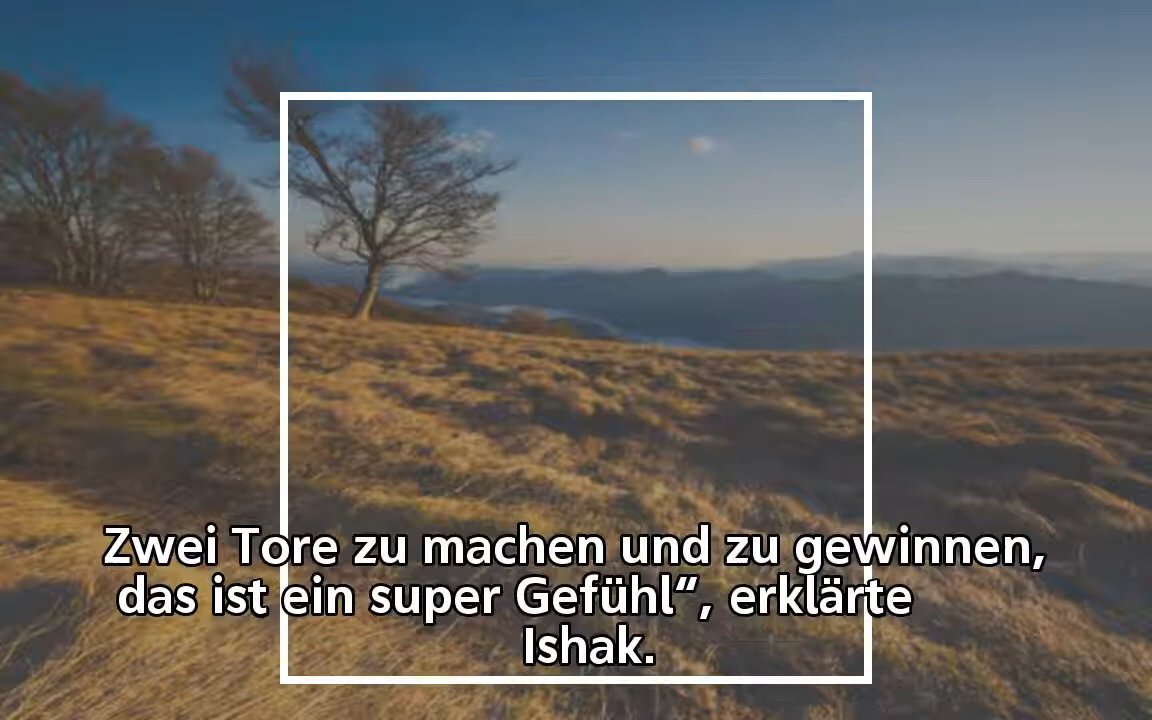 Zwei Tore zu machen und zu gewinnen,
das ist ein super Gefühl“, erklärte
Ishak.